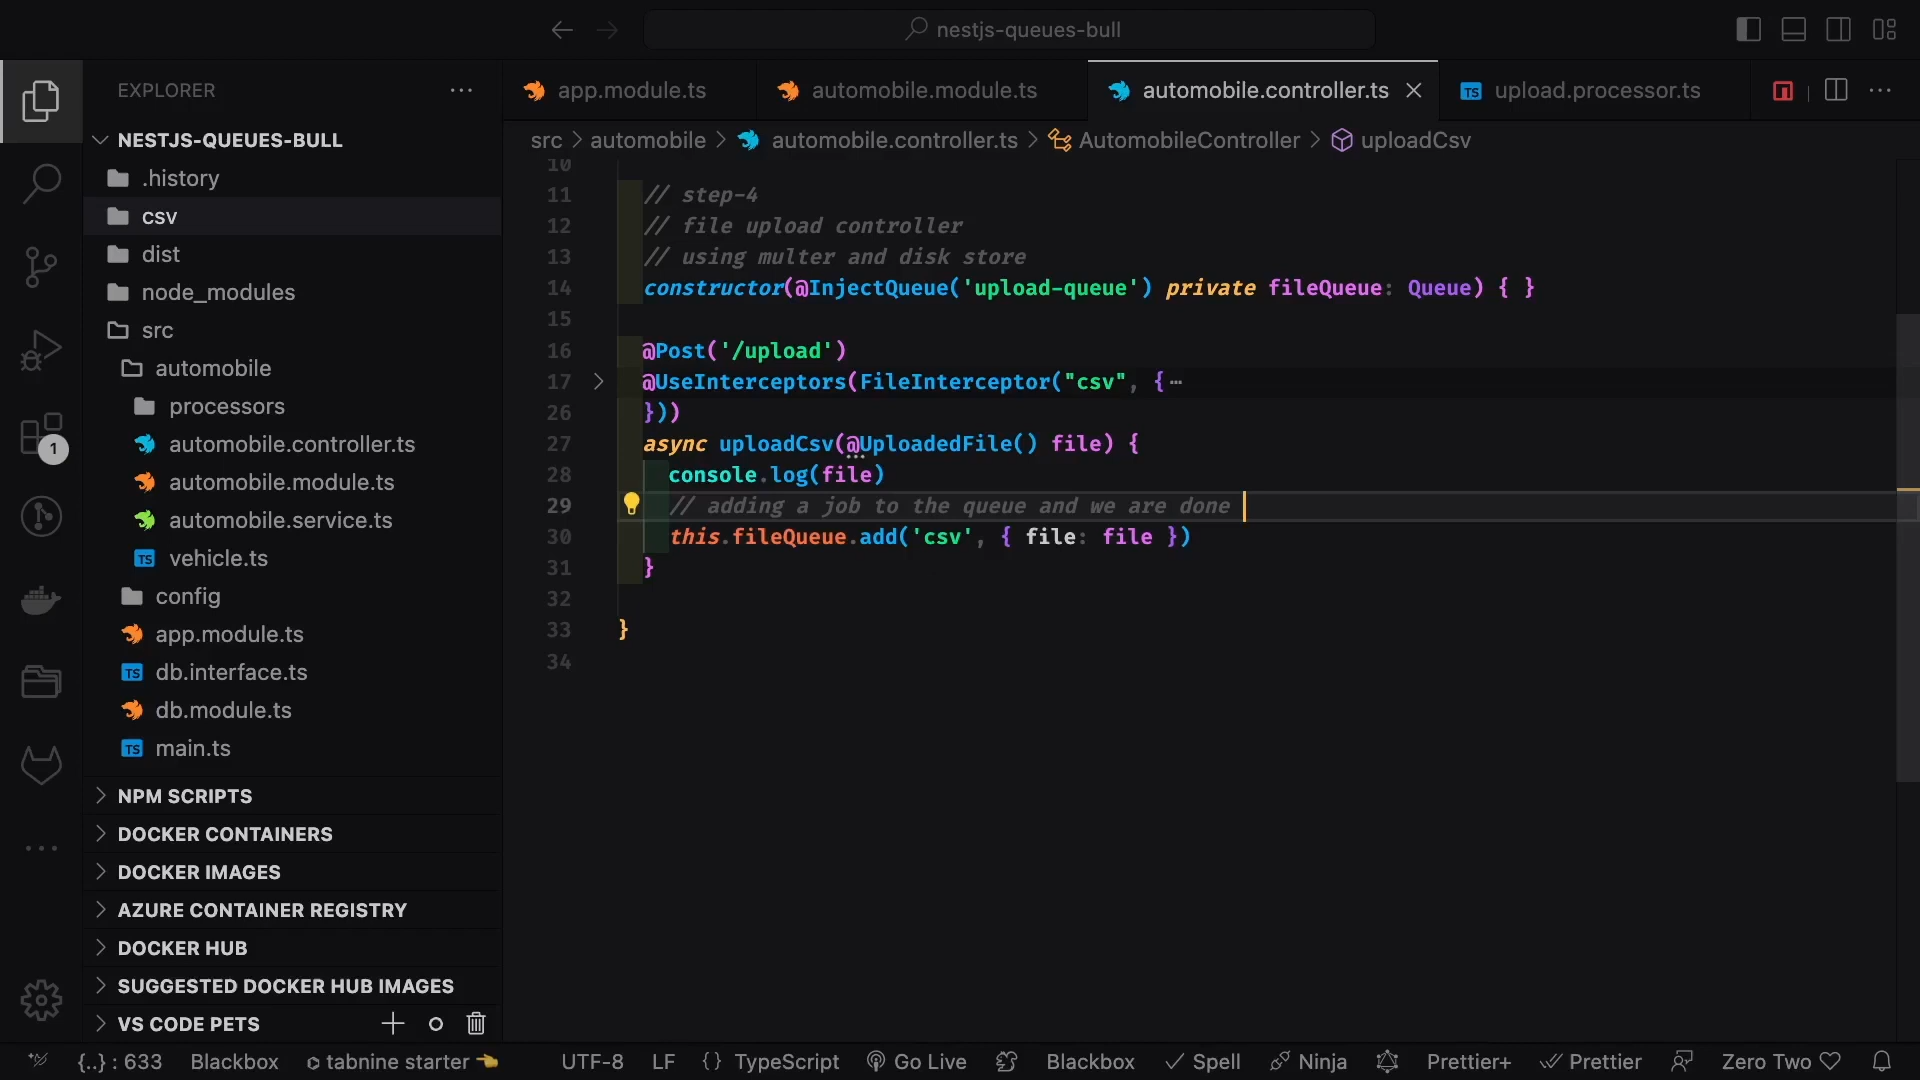 nestjs-queues-bull
EXPLORER
NESTJS-QUEUES-BULL
.history
csv
dist
node_modules
src
automobile
processors
automobile.controller.ts
automobile.module.ts
automobile.service.ts
TS vehicle.ts
config
app.module.ts
TS db.interface.ts
db.module.ts
TS main.ts
NPM SCRIPTS
DOCKER CONTAINERS
DOCKER IMAGES
AZURE CONTAINER REGISTRY
DOCKER HUB
SUGGESTED DOCKER HUB IMAGES
VS CODE PETS
1
app.module.ts
automobile.module.ts
automobile.controller.ts
TS upload.processor.ts
src > automobile > automobile.controller.ts > AutomobileController > uploadCsv
10
11 // step-4
12 // file upload controller
13 // using multer and disk store
14 constructor(@InjectQueue('upload-queue') private fileQueue: Queue) { }
15
16 @Post('/upload')
17 @UseInterceptors(FileInterceptor("csv", {⋯
26 }))
27 async uploadCsv(@UploadedFile() file) {
28 console.log(file)
29 // adding a job to the queue and we are done
30 this.fileQueue.add('csv', { file: file })
31 }
32
33 }
34
{..} : 633 Blackbox tabnine starter UTF-8 LF {} TypeScript Go Live Blackbox Spell Ninja Prettier+ Prettier Zero Two